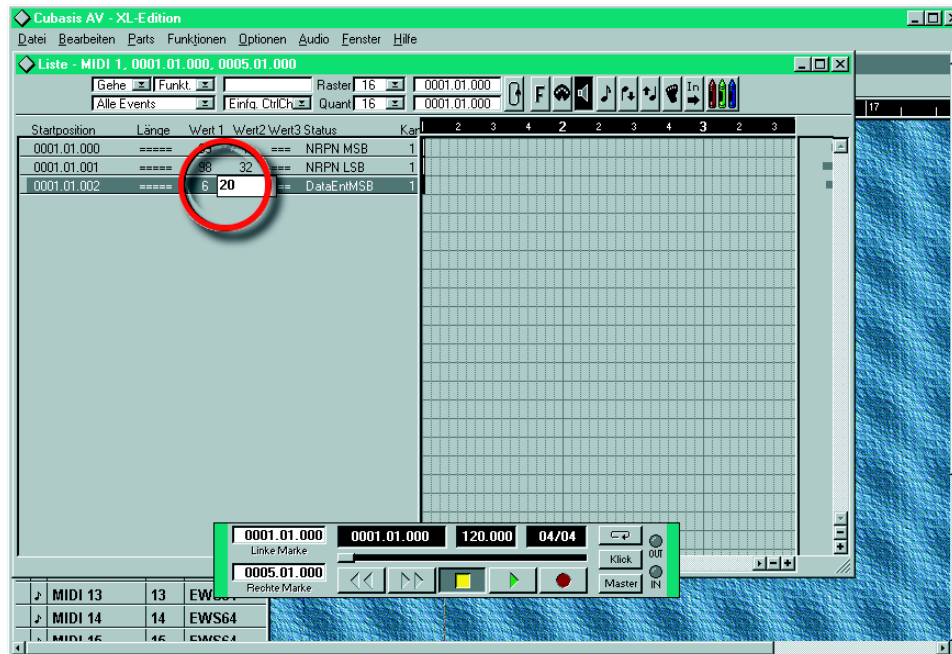 Cubasis AV - XL-Edition
Datei Bearbeiten Parts Funktionen Optionen Audio Fenster Hilfe
Liste - MIDI 1, 0001.01.000, 0005.01.000
Gehe Funkt. Raster 16 0001.01.000
Alle Events Einfg. CtrlCh Quant 16 0001.01.000
F In
17
Startposition Länge Wert 1 Wert2 Wert3 Status Kar
1 2 3 4 2 2 3 4 3 2 3
0001.01.000 ===== === NRPN MSB 1
0001.01.001 ===== 98 32 === NRPN LSB 1
0001.01.002 ===== 6 20 == DataEntMSB 1
0001.01.000 0001.01.000 120.000 04/04
Linke Marke
Klick OUT
0005.01.000
Rechte Marke
Master IN
MIDI 13 13
MIDI 14 14 EWS64
MIDI 15 15 EWS64